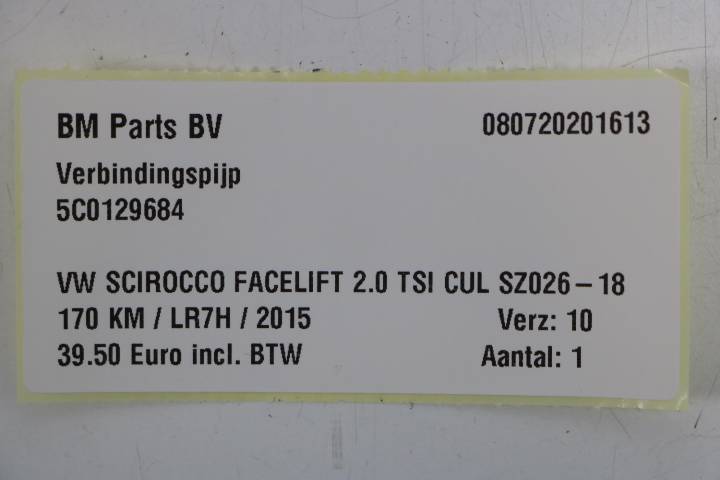 BM Parts BV 080720201613
Verbindingspijp
5C0129684
VW SCIROCCO FACELIFT 2.0 TSI CUL SZ026-18
170 KM / LR7H / 2015 Verz: 10
39.50 Euro incl. BTW Aantal: 1